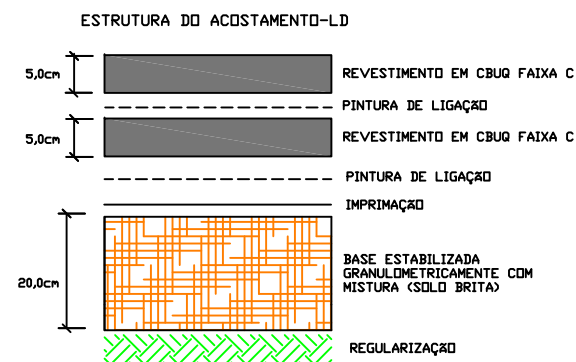 ESTRUTURA DO ACOSTAMENTO-LD
5,0cm
REVESTIMENTO EM CBUQ FAIXA C
PINTURA DE LIGAÇÃO
5,0cm
REVESTIMENTO EM CBUQ FAIXA C
PINTURA DE LIGAÇÃO
IMPRIMAÇÃO
20,0cm
BASE ESTABILIZADA
GRANULOMETRICAMENTE COM
MISTURA (SOLO BRITA)
REGULARIZAÇÃO